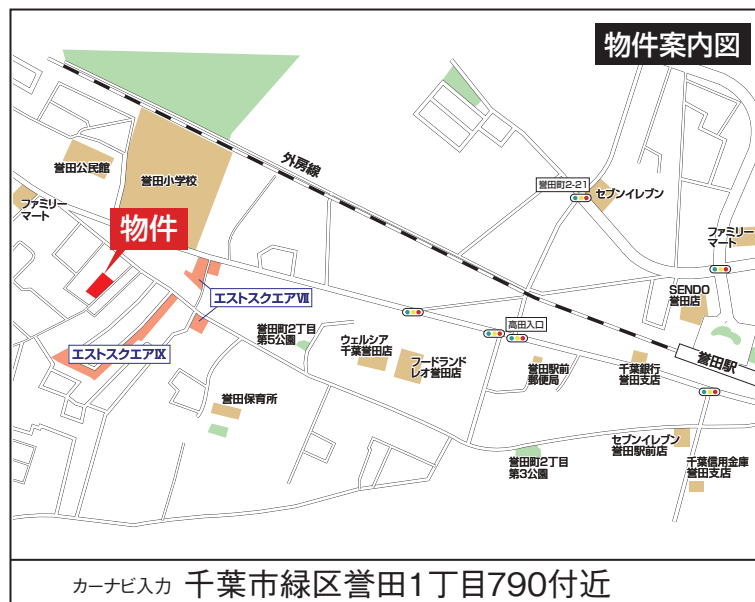 物件案内図
外房線
誉田町2-21
セブンイレブン
誉田公民館
誉田小学校
ファミリー
マート
物件
ファミリー
マート
SENDO
誉田店
エストスクエアⅦ
高田入口
誉田町2丁目
第5公園
ウェルシア
千葉誉田店
フードランド
レオ誉田店
誉田駅前
郵便局
千葉銀行
誉田支店
誉田駅
エストスクエアⅨ
誉田保育所
セブンイレブン
誉田駅前店
誉田町2丁目
第3公園
千葉信用金庫
誉田支店
カーナビ入力 千葉市緑区誉田1丁目790付近